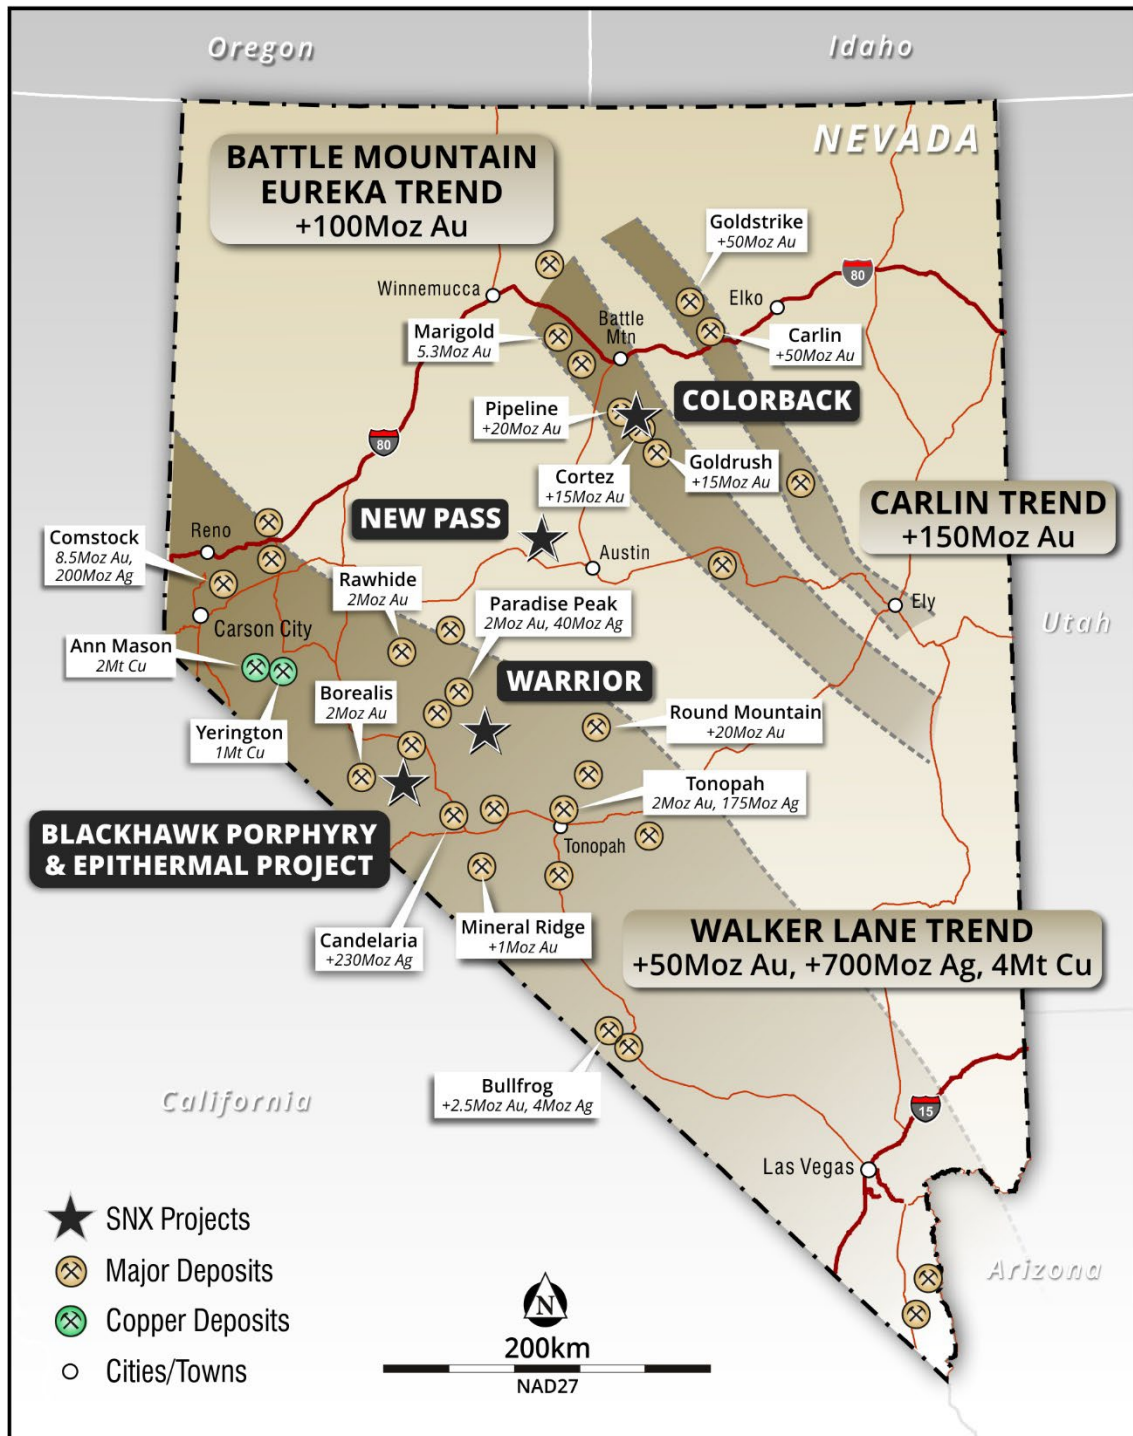 Oregon
Idaho
NEVADA
BATTLE MOUNTAIN
EUREKA TREND
+100Moz Au
Goldstrike
+50Moz Au
80
Winnemucca
Elko
Battle
Mtn
Marigold
5.3Moz Au
Carlin
+50Moz Au
COLORBACK
Pipeline
+20Moz Au
80
Goldrush
+15Moz Au
Cortez
+15Moz Au
CARLIN TREND
+150Moz Au
NEW PASS
Reno
Comstock
8.5Moz Au,
200Moz Ag
Austin
Rawhide
2Moz Au
Paradise Peak
2Moz Au, 40Moz Ag
Ely
Utah
Carson City
Ann Mason
2Mt Cu
WARRIOR
Borealis
2Moz Au
Round Mountain
+20Moz Au
Yerington
1Mt Cu
Tonopah
2Moz Au, 175Moz Ag
BLACKHAWK PORPHYRY
& EPITHERMAL PROJECT
Tonopah
Mineral Ridge
+1Moz Au
Candelaria
+230Moz Ag
WALKER LANE TREND
+50Moz Au, +700Moz Ag, 4Mt Cu
Bullfrog
+2.5Moz Au, 4Moz Ag
California
15
Las Vegas
Arizona
SNX Projects
Major Deposits
Copper Deposits
Cities/Towns
N
200km
NAD27